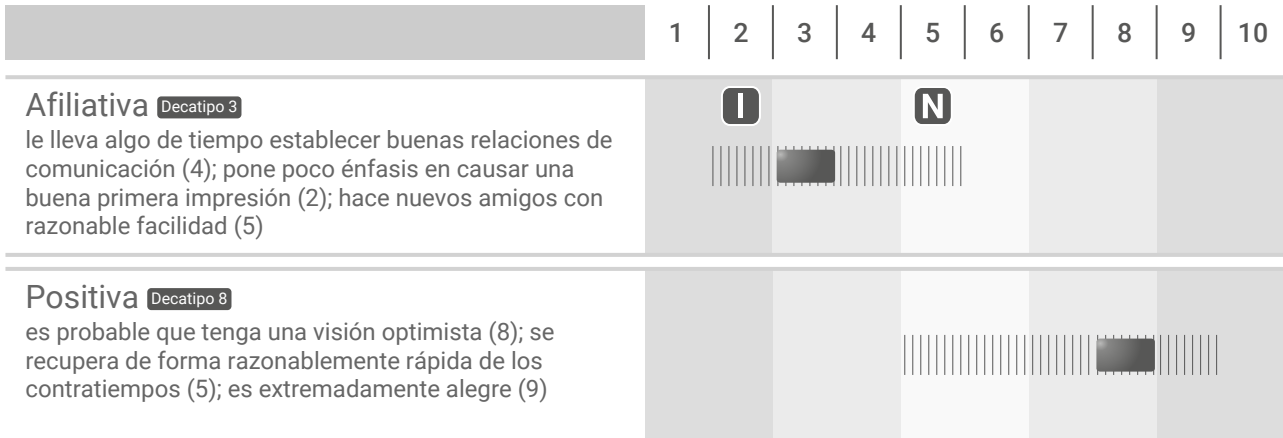 1 2 3 4 5 6 7 8 9 10
Afiliativa Decatipo 3
I N
le lleva algo de tiempo establecer buenas relaciones de
comunicación (4); pone poco énfasis en causar una
buena primera impresión (2); hace nuevos amigos con
razonable facilidad (5)
Positiva Decatipo 8
es probable que tenga una visión optimista (8); se
recupera de forma razonablemente rápida de los
contratiempos (5); es extremadamente alegre (9)